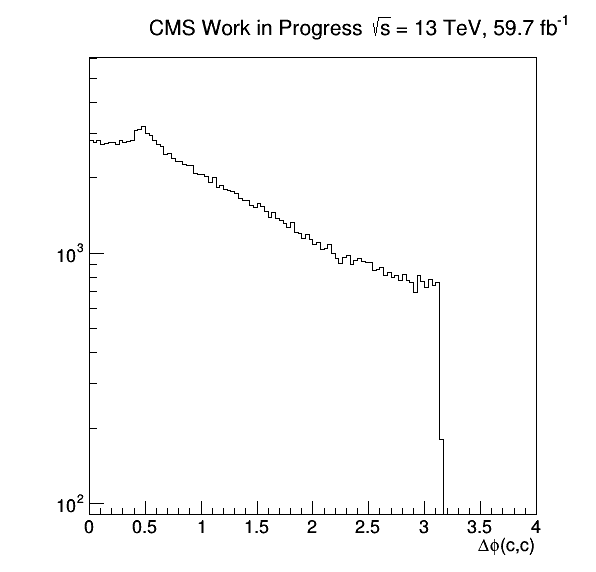 CMS Work in Progress √s = 13 TeV, 59.7 fb⁻¹
10³
10²
0 0.5 1 1.5 2 2.5 3 3.5 4
Δϕ(c,c)